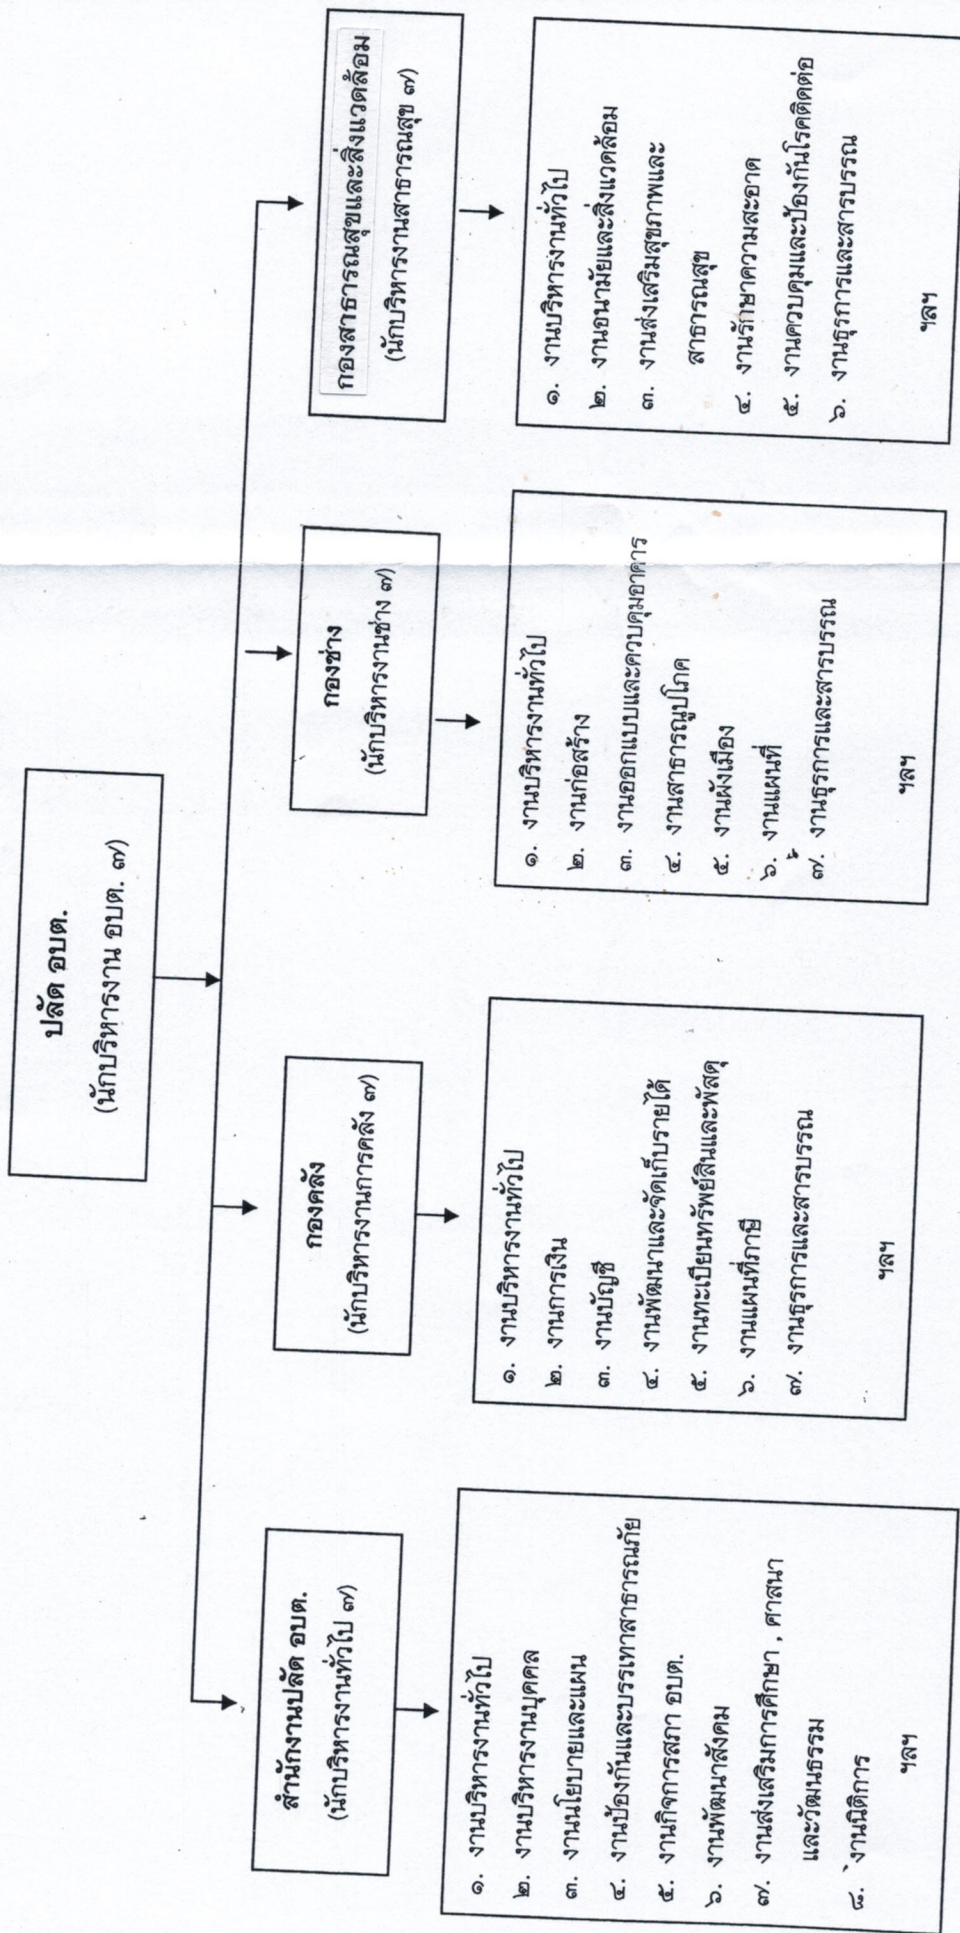 ปลัด อบต.
(นักบริหารงาน อบต. ๗)
สำนักงานปลัด อบต.
(นักบริหารงานทั่วไป ๗)
๑. งานบริหารงานทั่วไป
๒. งานบริหารงานบุคคล
๓. งานนโยบายและแผน
๔. งานป้องกันและบรรเทาสาธารณภัย
๕. งานกิจการสภา อบต.
๖. งานพัฒนาสังคม
๗. งานส่งเสริมการศึกษา , ศาสนา
และวัฒนธรรม
๘. งานนิติการ
ฯลฯ
กองคลัง
(นักบริหารงานการคลัง ๗)
๑. งานบริหารงานทั่วไป
๒. งานการเงิน
๓. งานบัญชี
๔. งานพัฒนาและจัดเก็บรายได้
๕. งานทะเบียนทรัพย์สินและพัสดุ
๖. งานแผนที่ภาษี
๗. งานธุรการและสารบรรณ
ฯลฯ
กองช่าง
(นักบริหารงานช่าง ๗)
๑. งานบริหารงานทั่วไป
๒. งานก่อสร้าง
๓. งานออกแบบและควบคุมอาคาร
๔. งานสาธารณูปโภค
๕. งานผังเมือง
๖. งานแผนที่
๗. งานธุรการและสารบรรณ
ฯลฯ
กองสาธารณสุขและสิ่งแวดล้อม
(นักบริหารงานสาธารณสุข ๗)
๑. งานบริหารงานทั่วไป
๒. งานอนามัยและสิ่งแวดล้อม
๓. งานส่งเสริมสุขภาพและ
สาธารณสุข
๔. งานรักษาความสะอาด
๕. งานควบคุมและป้องกันโรคติดต่อ
๖. งานธุรการและสารบรรณ
ฯลฯ